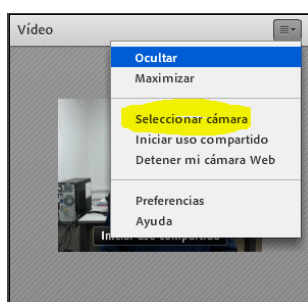 Vídeo
Ocultar
Maximizar
Seleccionar cámara
Iniciar uso compartido
Detener mi cámara Web
Preferencias
Ayuda
Iniciar uso compartido